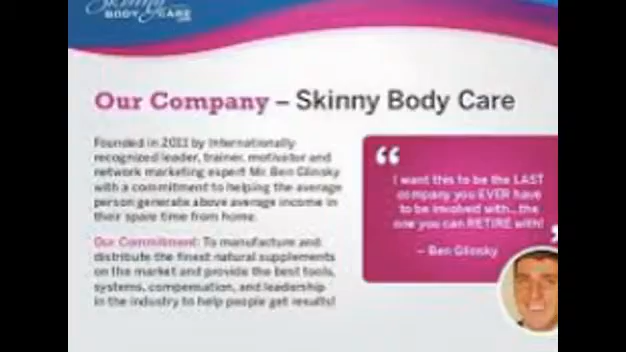 Skinny
BODY CARE
Our Company – Skinny Body Care
Founded in 2011 by Internationally
recognized leader, trainer, motivator and
network marketing expert Mr. Ben Glinsky
with a commitment to helping the average
person generate above average income in
their spare time from home.
Our Commitment: To manufacture and
distribute the finest natural supplements
on the market and provide the best tools,
systems, compensation, and leadership
in the industry to help people get results!
“
I want this to be the LAST
company you EVER have
to be involved with...the
one you can RETIRE with!
– Ben Glinsky